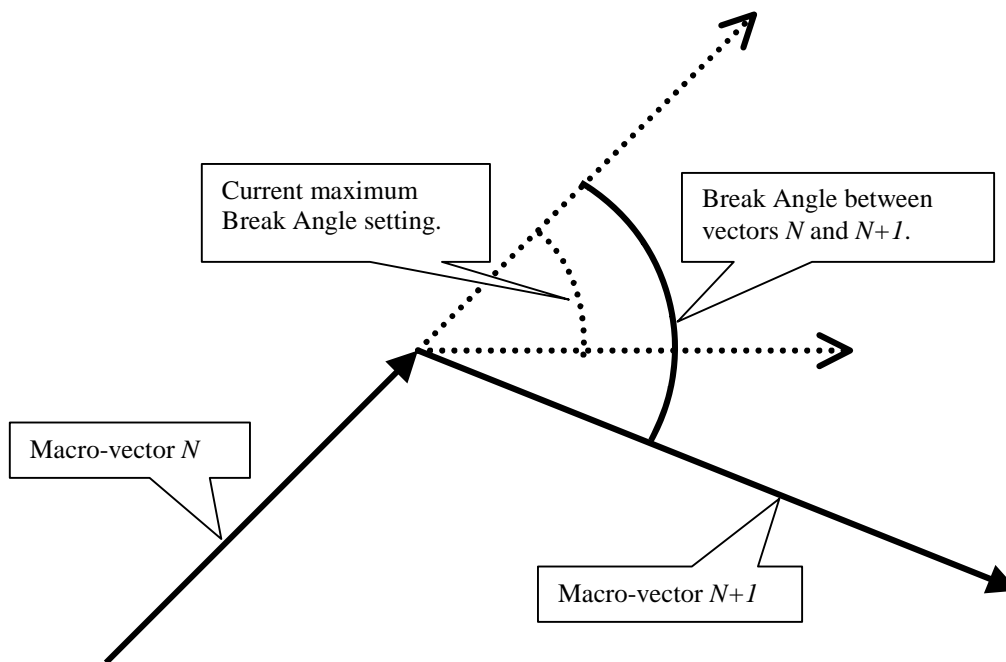 Current maximum
Break Angle setting.
Break Angle between
vectors N and N+1.
Macro-vector N
Macro-vector N+1